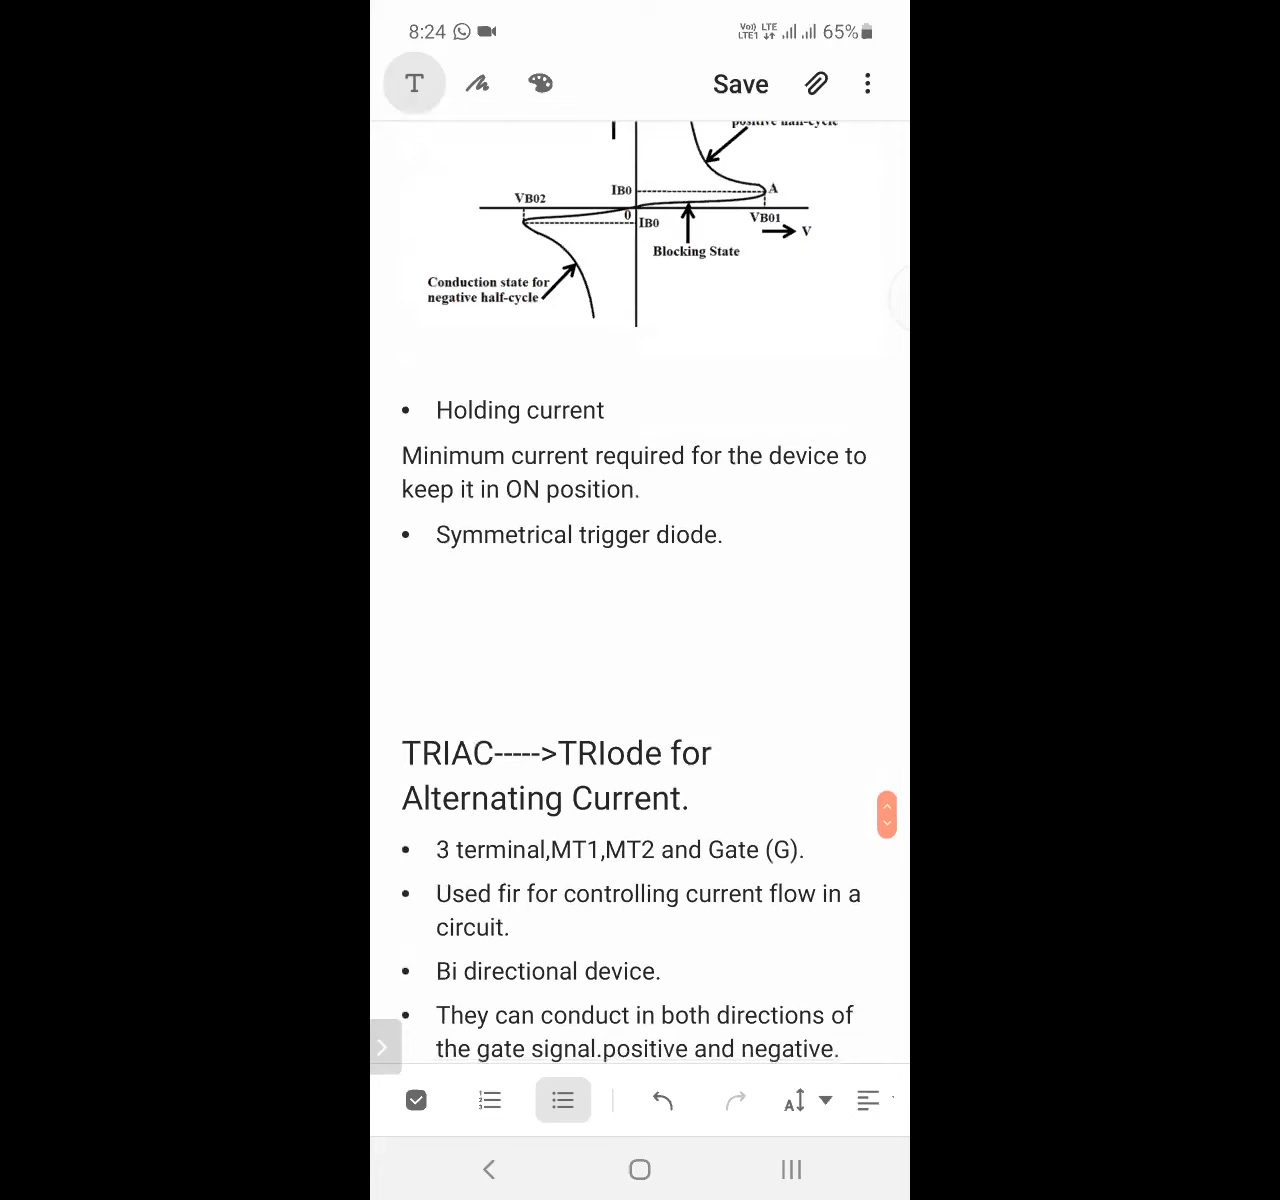 8:24
Vo)) LTE
LTE1 65%
T Save
positive half-cycle
IB0 A
VB02
0 IB0 VB01
V
Blocking State
Conduction state for
negative half-cycle
• Holding current
Minimum current required for the device to
keep it in ON position.
• Symmetrical trigger diode.
TRIAC----->TRIode for
Alternating Current.
• 3 terminal,MT1,MT2 and Gate (G).
• Used fir for controlling current flow in a
circuit.
• Bi directional device.
• They can conduct in both directions of
the gate signal.positive and negative.